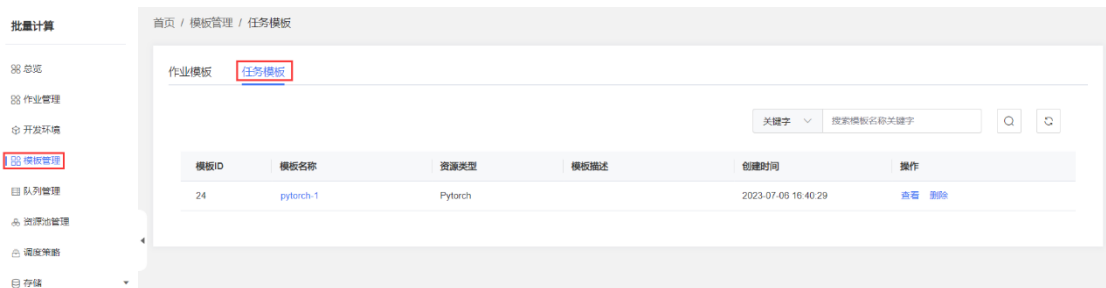 批量计算
首页 / 模板管理 / 任务模板
总览
作业管理
开发环境
模板管理
队列管理
资源池管理
调度策略
存储
作业模板 任务模板
关键字 搜索模板名称关键字
模板ID 模板名称 资源类型 模板描述 创建时间 操作
24 pytorch-1 Pytorch 2023-07-06 16:40:29 查看 删除